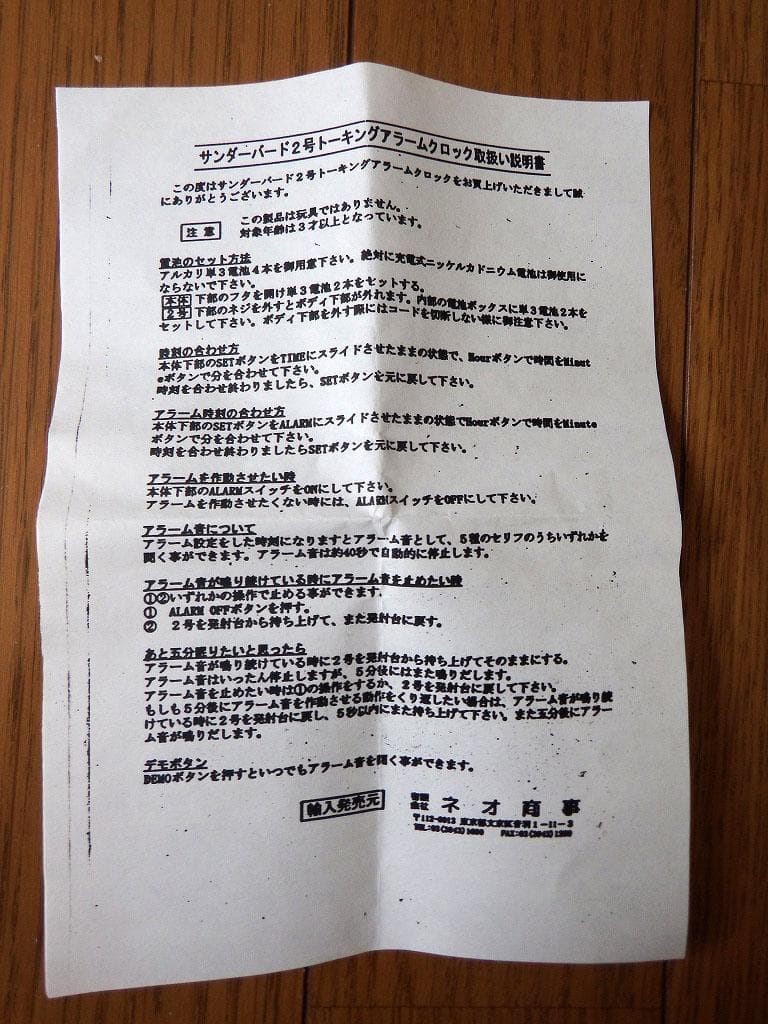 サンダーバード2号トーキングアラームクロック取扱い説明書
この度はサンダーバード2号トーキングアラームクロックをお買上げいただきまして誠
にありがとうございます。
注意
この製品は玩具ではありません。
対象年齢は3才以上となっています。
電池のセット方法
アルカリ単3電池4本を御用意下さい。絶対に充電式ニッケルカドニウム電池は御使用に
ならないで下さい。
本体 下部のフタを開け単3電池2本をセットする。
2号 下部のネジを外すとボディ下部が外れます。内部の電池ボックスに単3電池2本を
セットして下さい。ボディ下部を外す際にはコードを切断しない様に御注意下さい。
時刻の合わせ方
本体下部のSETボタンをTIMEにスライドさせたままの状態で、Hourボタンで時間をMinut
eボタンで分を合わせて下さい。
時刻を合わせ終わりましたら、SETボタンを元に戻して下さい。
アラーム時刻の合わせ方
本体下部のSETボタンをALARMにスライドさせたままの状態でHourボタンで時間をMinute
ボタンで分を合わせて下さい。
時刻を合わせ終わりましたらSETボタンを元に戻して下さい。
アラームを作動させたい時
本体下部のALARMスイッチをONにして下さい。
アラームを作動させたくない時には、ALARMスイッチをOFFにして下さい。
アラーム音について
アラーム設定をした時刻になりますとアラーム音として、5種のセリフのうちいずれかを
聞く事ができます。アラーム音は約40秒で自動的に停止します。
アラーム音が鳴り続けている時にアラーム音を止めたい時
①②いずれかの操作で止める事ができます.
① ALARM OFFボタンを押す。
② 2号を発射台から持ち上げて、また発射台に戻す。
あと五分眠りたいと思ったら
アラーム音が鳴り続けている時に2号を発射台から持ち上げてそのままにする。
アラーム音はいったん停止しますが、5分後にはまた鳴りだします。
アラーム音を止めたい時は①の操作をするか、2号を発射台に戻して下さい。
もしも5分後にアラーム音を作動させる動作をくり返したい場合は、アラーム音が鳴り続
けている時に2号を発射台に戻し、5秒以内にまた持ち上げて下さい。また五分後にアラー
ム音が鳴りだします。
デモボタン
DEMOボタンを押すといつでもアラーム音を聞く事ができます。
輸入発売元
有限会社 ネオ商事
〒112-0013 東京都文京区音羽1-11-3